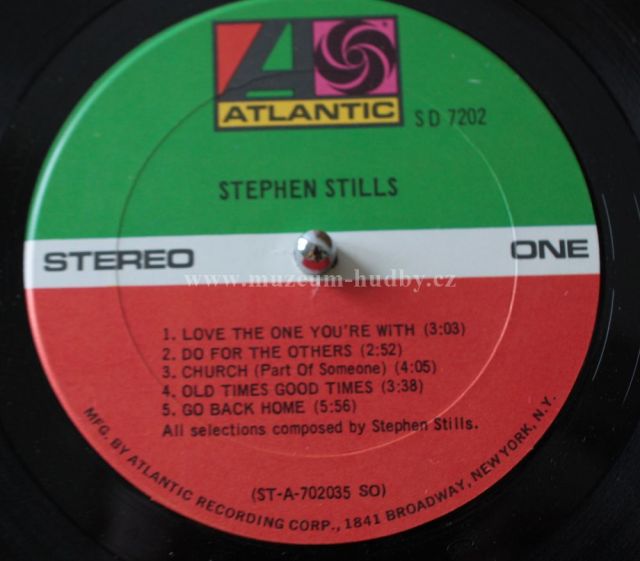 ATLANTIC
SD 7202
STEPHEN STILLS
STEREO
ONE
www.muzeum-hudby.cz
1. LOVE THE ONE YOU'RE WITH (3:03)
2. DO FOR THE OTHERS (2:52)
3. CHURCH (Part Of Someone) (4:05)
4. OLD TIMES GOOD TIMES (3:38)
5. GO BACK HOME (5:56)
All selections composed by Stephen Stills.
(ST-A-702035 SO)
MFG. BY ATLANTIC RECORDING CORP., 1841 BROADWAY, NEW YORK, N.Y.